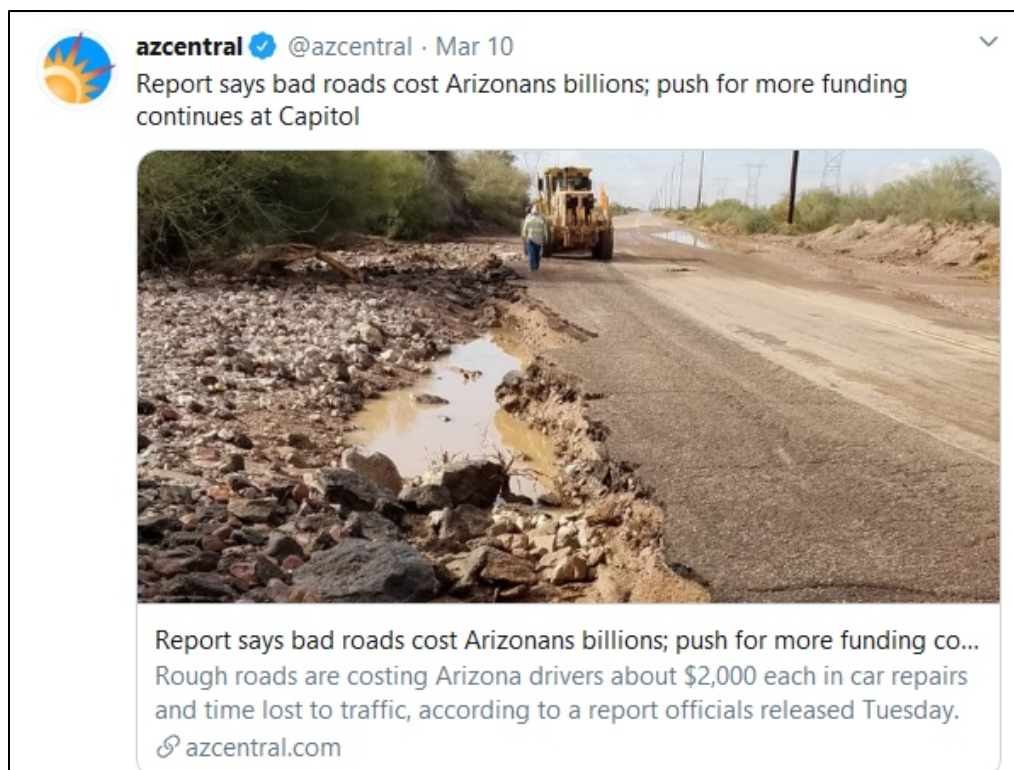 azcentral @azcentral · Mar 10
Report says bad roads cost Arizonans billions; push for more funding
continues at Capitol
Report says bad roads cost Arizonans billions; push for more funding co...
Rough roads are costing Arizona drivers about $2,000 each in car repairs
and time lost to traffic, according to a report officials released Tuesday.
azcentral.com